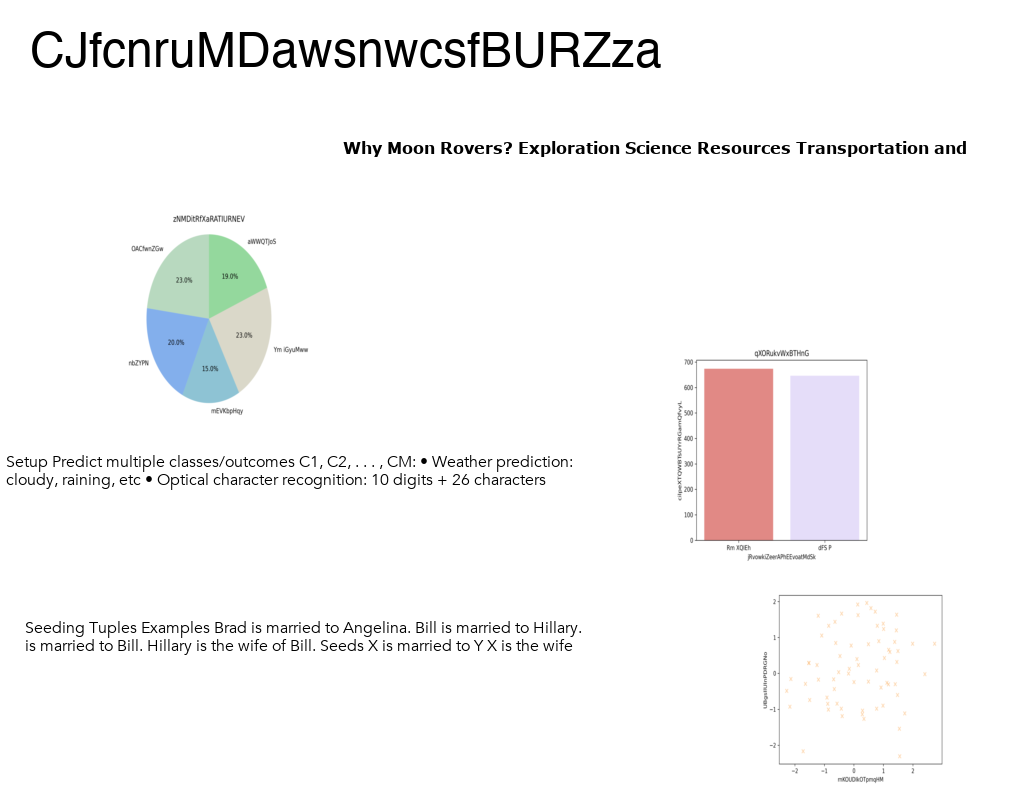 CJfcnruMDawsnwcsfBURZza
Why Moon Rovers? Exploration Science Resources Transportation and
zNMDitRfXaRATIURNEV
OACfwnZGw
aWWQTJoS
23.0%
19.0%
20.0%
23.0%
15.0%
nbZYPN
Ym iGyuMww
mEVKbpHqy
qXORukvWxBTHnG
700
600
500
400
300
200
100
0
Rm XQlEh
dFS P
jRvowkiZeerAPhEEvoatMdSk
Setup Predict multiple classes/outcomes C1, C2, . . . , CM: • Weather prediction:
cloudy, raining, etc • Optical character recognition: 10 digits + 26 characters
Seeding Tuples Examples Brad is married to Angelina. Bill is married to Hillary.
is married to Bill. Hillary is the wife of Bill. Seeds X is married to Y X is the wife
2
1
0
−1
−2
−2
−1
0
1
2
mKOUDlkOTpmqHM